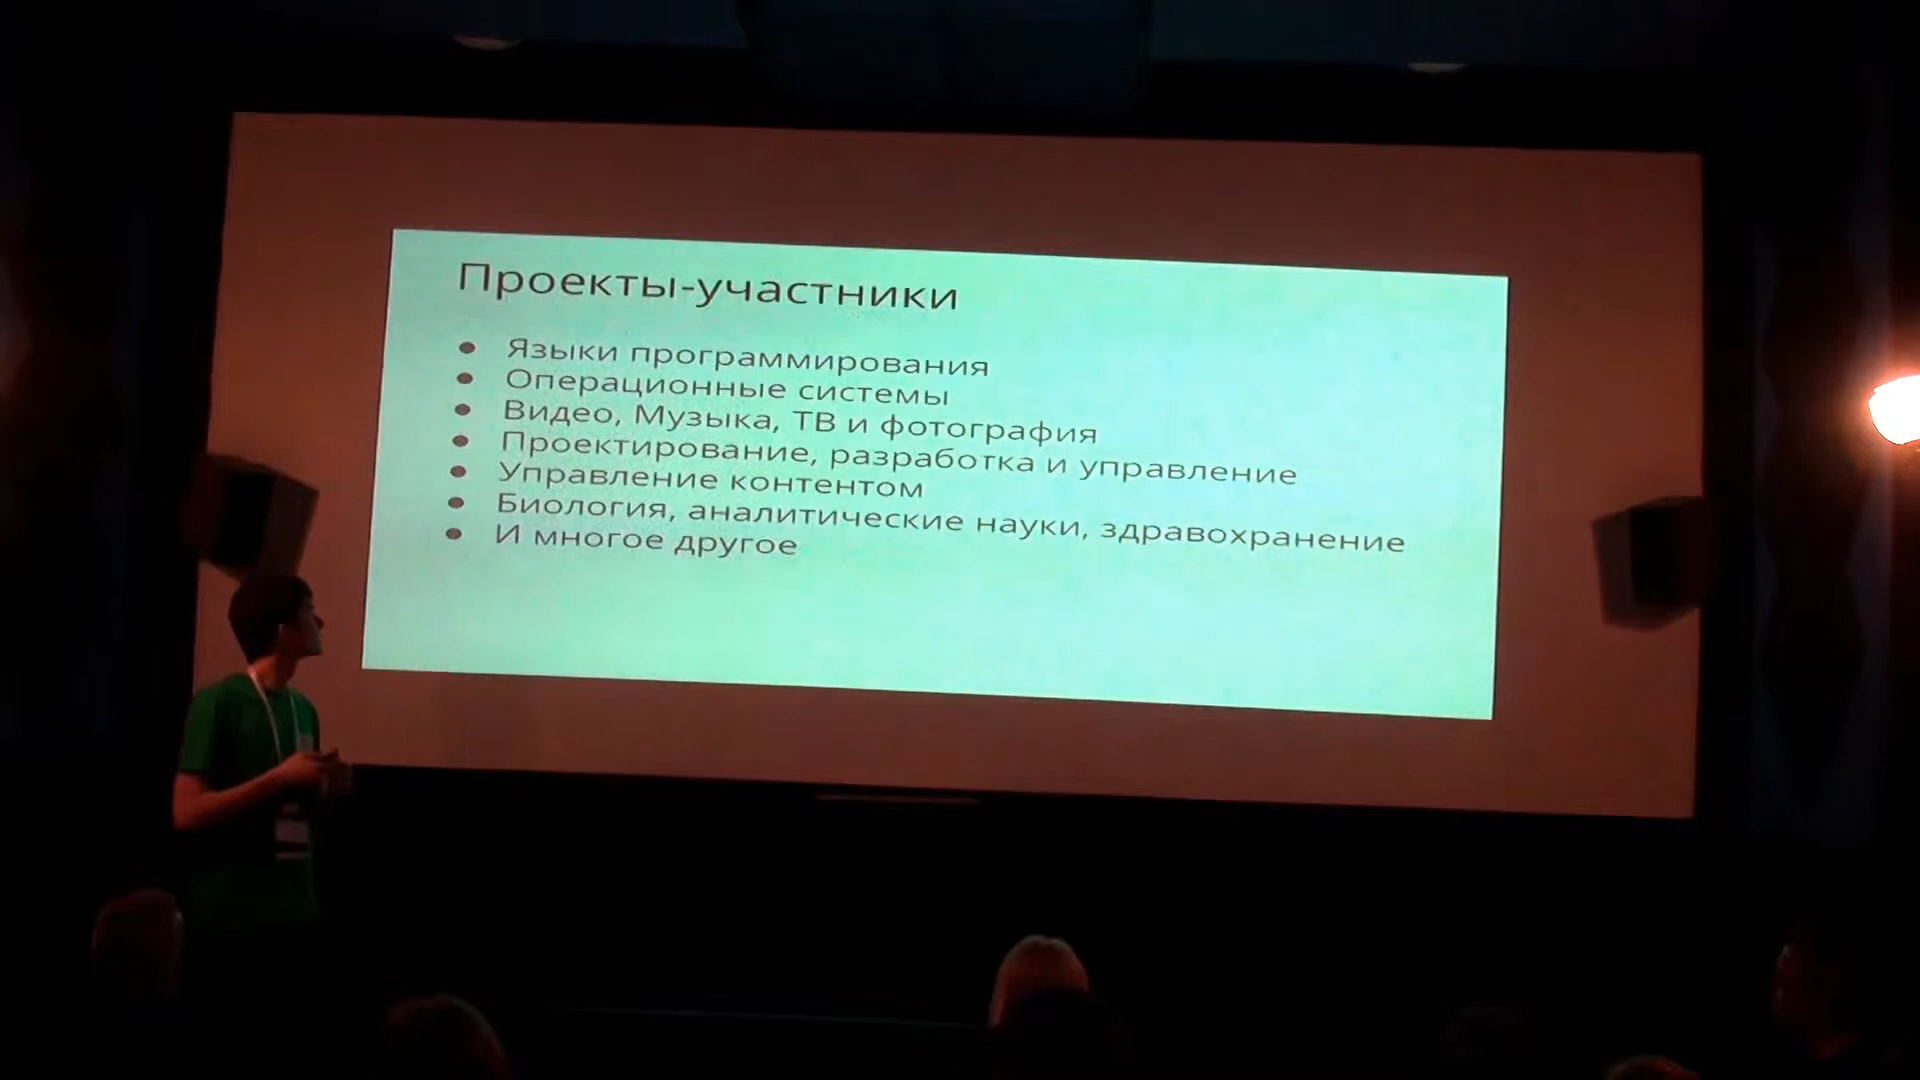 Проекты-участники
● Языки программирования
● Операционные системы
● Видео, Музыка, ТВ и фотография
● Проектирование, разработка и управление
● Управление контентом
● Биология, аналитические науки, здравохранение
● И многое другое